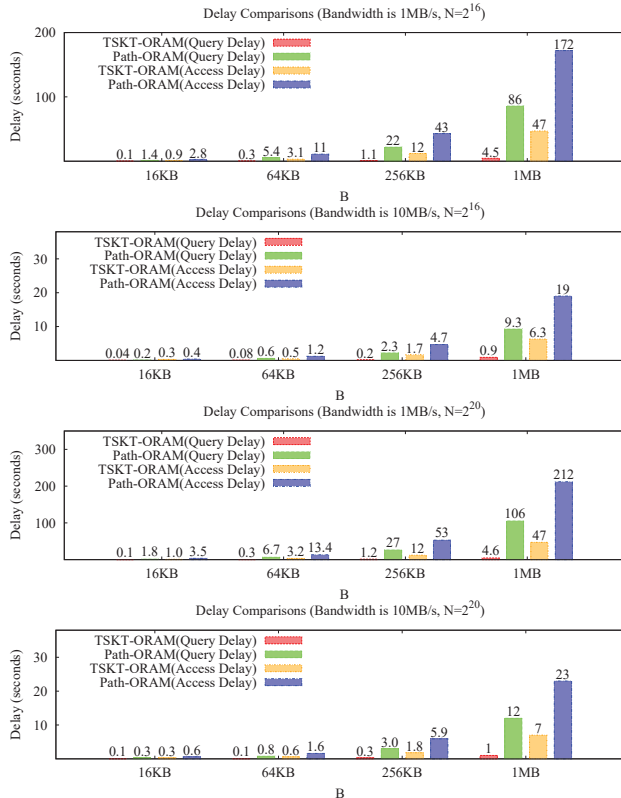 Delay Comparisons (Bandwidth is 1MB/s, N=2^16)
200
100
Delay (seconds)
TSKT-ORAM(Query Delay)
Path-ORAM(Query Delay)
TSKT-ORAM(Access Delay)
Path-ORAM(Access Delay)
0.1 1.4 0.9 2.8
0.3 5.4 3.1 11
1.1 22 12 43
4.5 86 47 172
16KB 64KB 256KB 1MB
B
Delay Comparisons (Bandwidth is 10MB/s, N=2^16)
30
20
10
Delay (seconds)
TSKT-ORAM(Query Delay)
Path-ORAM(Query Delay)
TSKT-ORAM(Access Delay)
Path-ORAM(Access Delay)
0.04 0.2 0.3 0.4
0.08 0.6 0.5 1.2
0.2 2.3 1.7 4.7
0.9 9.3 6.3 19
16KB 64KB 256KB 1MB
B
Delay Comparisons (Bandwidth is 1MB/s, N=2^20)
300
200
100
Delay (seconds)
TSKT-ORAM(Query Delay)
Path-ORAM(Query Delay)
TSKT-ORAM(Access Delay)
Path-ORAM(Access Delay)
0.1 1.8 1.0 3.5
0.3 6.7 3.2 13.4
1.2 27 12 53
4.6 106 47 212
16KB 64KB 256KB 1MB
B
Delay Comparisons (Bandwidth is 10MB/s, N=2^20)
30
20
10
Delay (seconds)
TSKT-ORAM(Query Delay)
Path-ORAM(Query Delay)
TSKT-ORAM(Access Delay)
Path-ORAM(Access Delay)
0.1 0.3 0.3 0.6
0.1 0.8 0.6 1.6
0.3 3.0 1.8 5.9
1 12 7 23
16KB 64KB 256KB 1MB
B